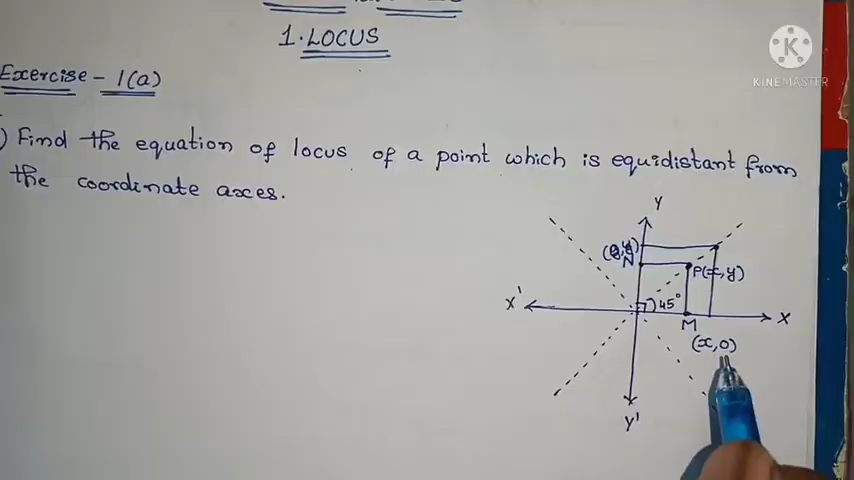 1. LOCUS
KINEMASTER
Exercise - 1(a)
) Find the equation of locus of a point which is equidistant from
the coordinate axes.
Y
N
P(x, y)
45°
X'
X
M
(x, 0)
Y'